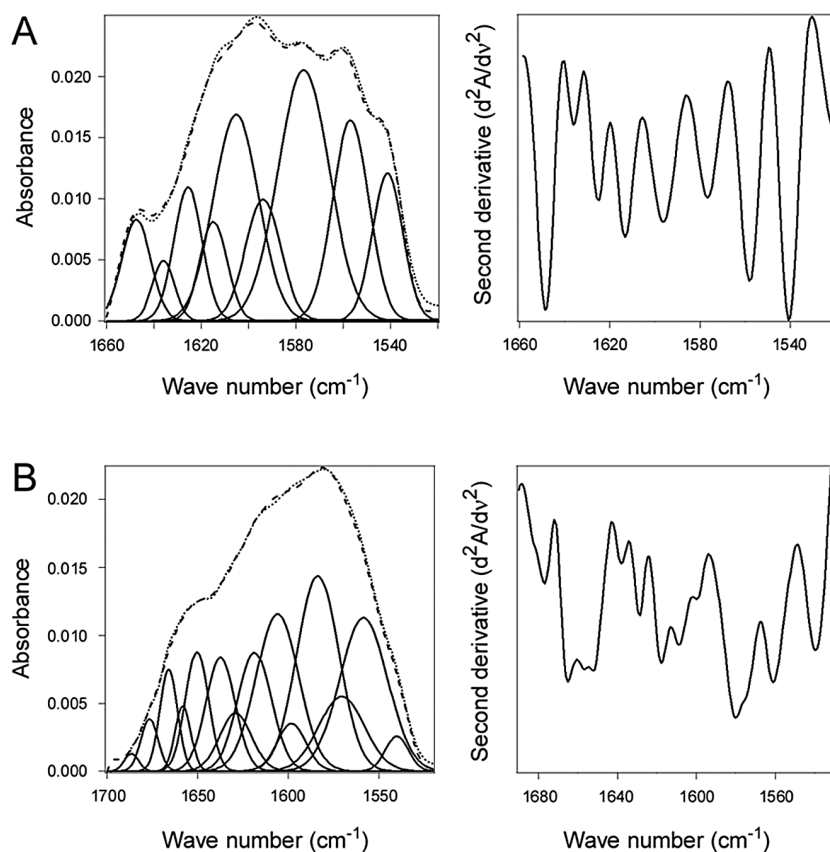 A
Absorbance
0.020
0.015
0.010
0.005
0.000
1660 1620 1580 1540
Wave number (cm⁻¹)
Second derivative (d²A/dν²)
1660 1620 1580 1540
Wave number (cm⁻¹)
B
Absorbance
0.020
0.015
0.010
0.005
0.000
1700 1650 1600 1550
Wave number (cm⁻¹)
Second derivative (d²A/dν²)
1680 1640 1600 1560
Wave number (cm⁻¹)